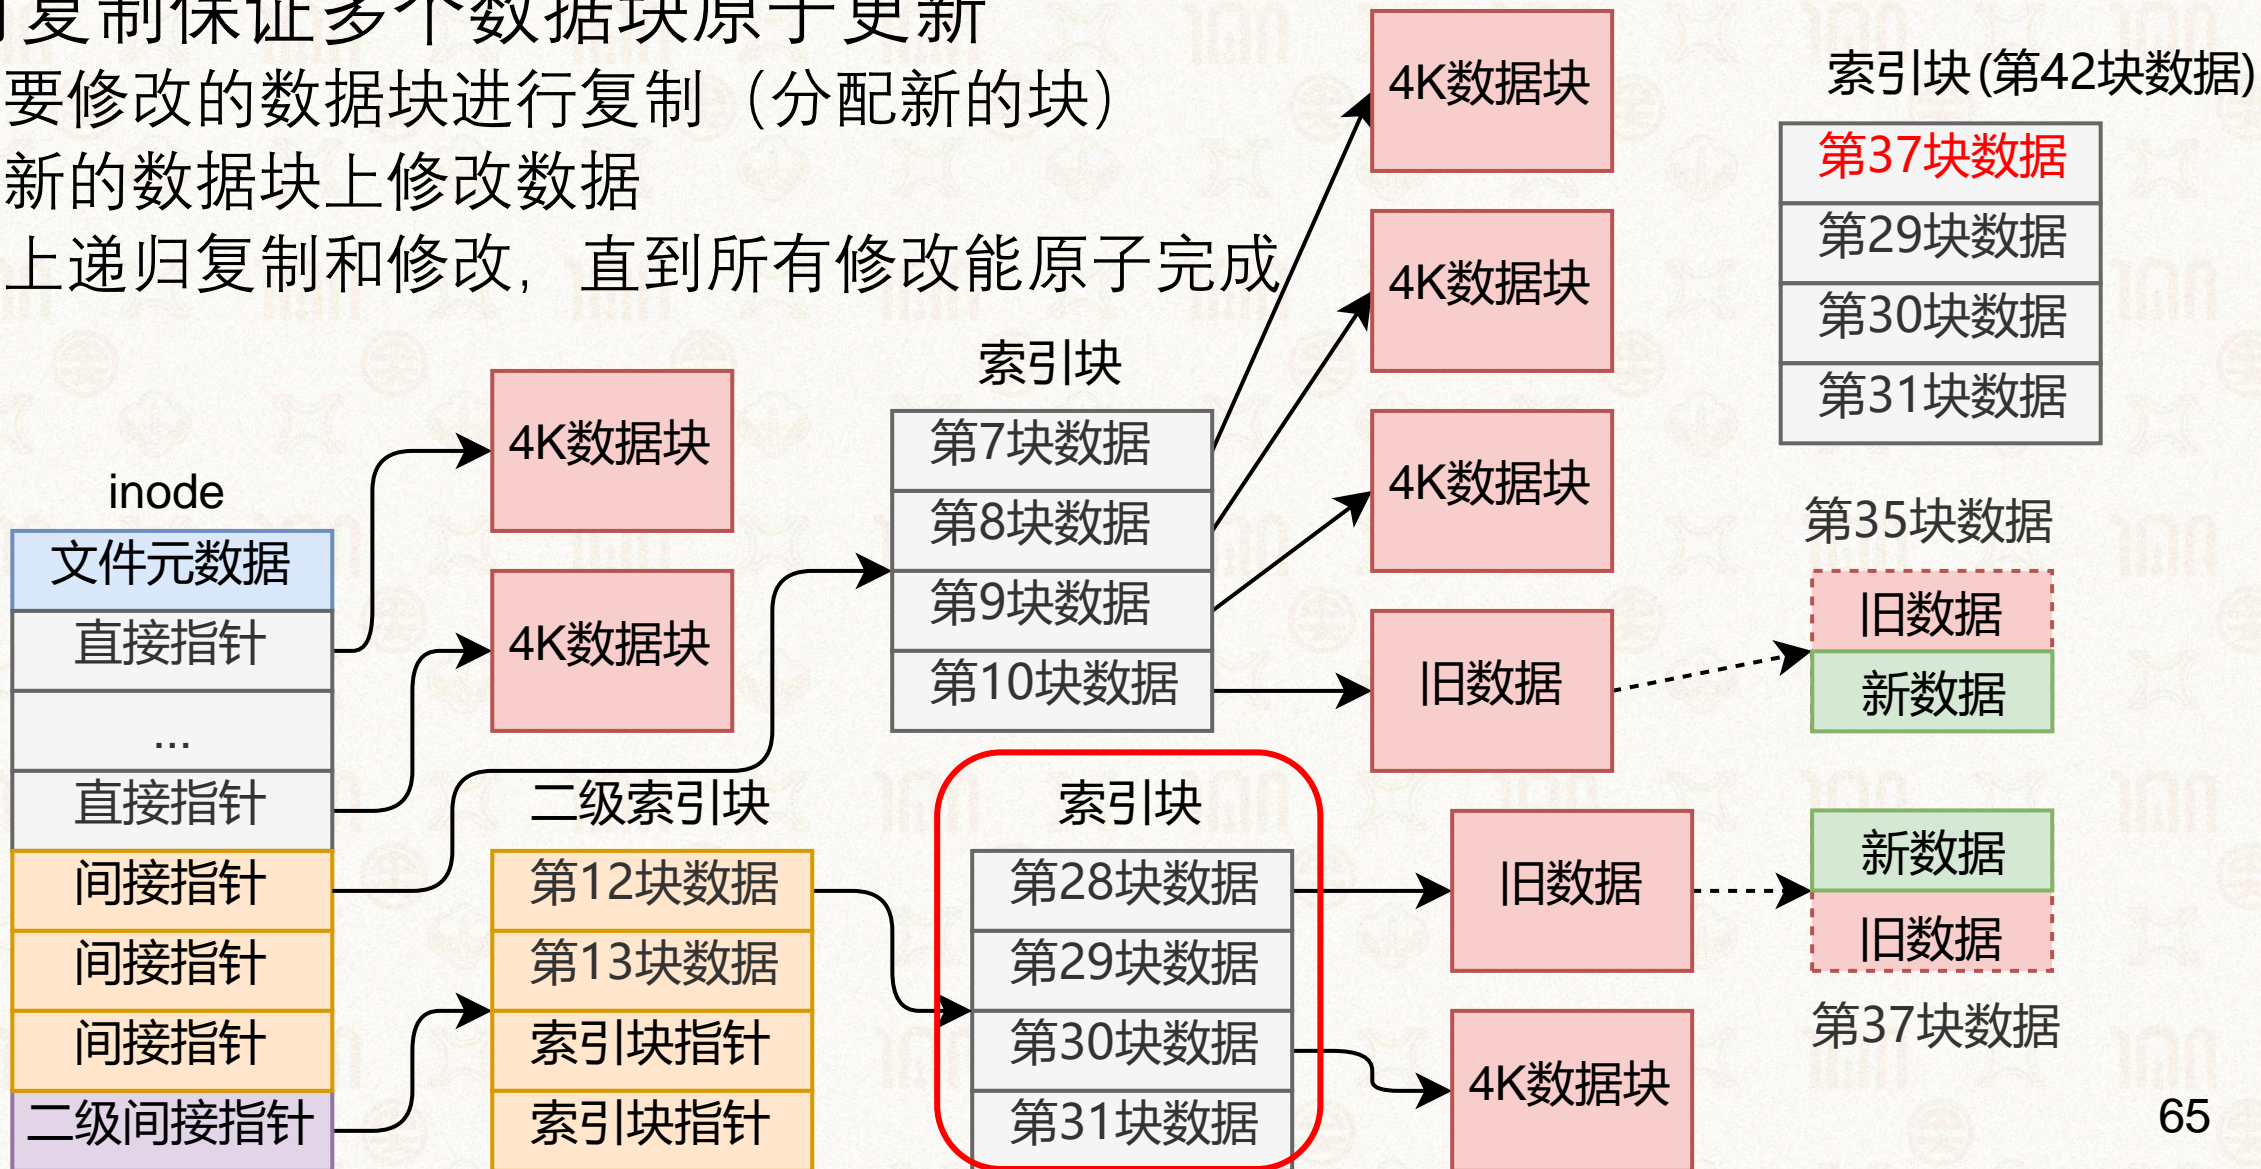 复制保证多个数据块原子更新
要修改的数据块进行复制（分配新的块）
新的数据块上修改数据
上递归复制和修改，直到所有修改能原子完成
inode
文件元数据
直接指针
...
直接指针
间接指针
间接指针
间接指针
二级间接指针
4K数据块
4K数据块
二级索引块
第12块数据
第13块数据
索引块指针
索引块指针
索引块
第7块数据
第8块数据
第9块数据
第10块数据
索引块
第28块数据
第29块数据
第30块数据
第31块数据
4K数据块
4K数据块
4K数据块
旧数据
旧数据
4K数据块
索引块(第42块数据)
第37块数据
第29块数据
第30块数据
第31块数据
第35块数据
旧数据
新数据
新数据
旧数据
第37块数据
65